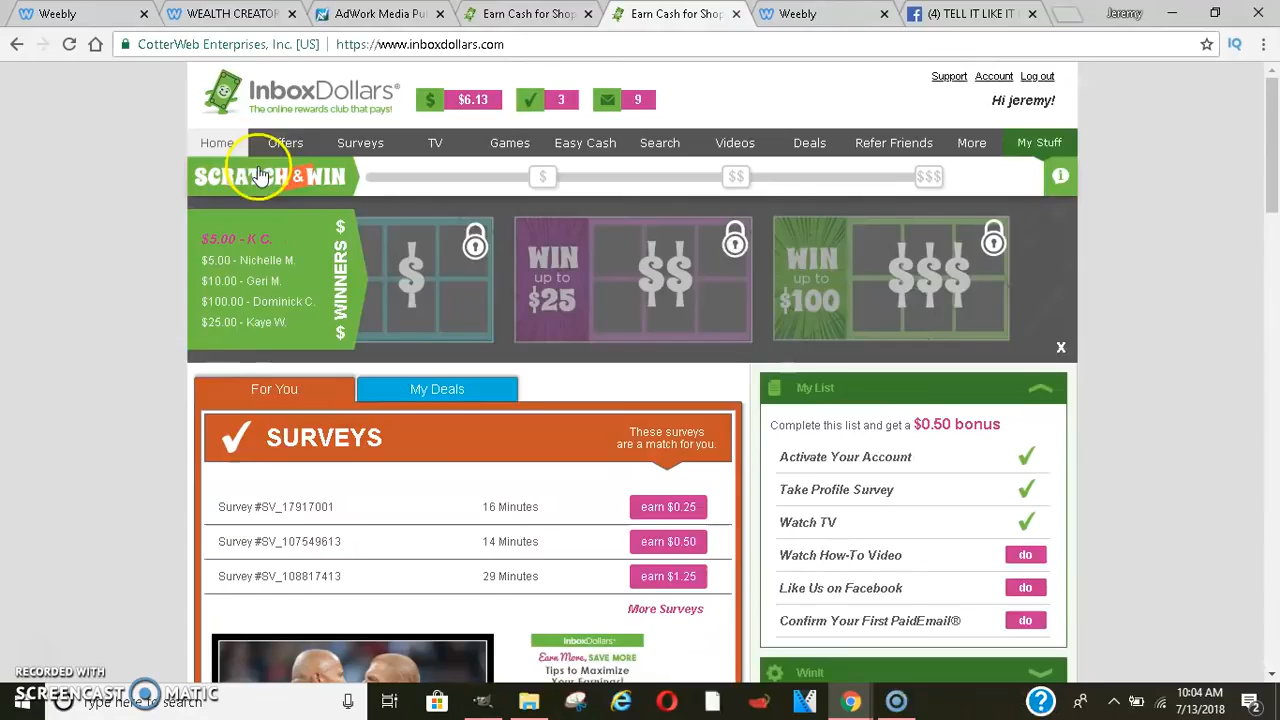 Weebly
WEALTH CREATOR
AdWork Media Pu
Earn Cash for Shop
Earn Cash for Shop
Weebly
(4) TELL IT LIKE IT
Jeremy
CotterWeb Enterprises, Inc. [US]
https://www.inboxdollars.com
InboxDollars®
The online rewards club that pays!
$ $6.13
3
9
Support Account Log out
Hi jeremy!
Home Offers Surveys TV Games Easy Cash Search Videos Deals Refer Friends More My Stuff
SCRATCH & WIN
$ $$ $$$
$5.00 - K C.
$5.00 - Nichelle M.
$10.00 - Geri M.
$100.00 - Dominick C.
$25.00 - Kaye W.
$ WINNERS $
$
WIN
up to
$25
$$
WIN
up to
$100
$$$
X
For You
My Deals
SURVEYS
These surveys
are a match for you.
Survey #SV_17917001 16 Minutes earn $0.25
Survey #SV_107549613 14 Minutes earn $0.50
Survey #SV_108817413 29 Minutes earn $1.25
More Surveys
InboxDollars
Earn More, SAVE MORE
Tips to Maximize
Your Earnings!
My List
Complete this list and get a $0.50 bonus
Activate Your Account
Take Profile Survey
Watch TV
Watch How-To Video do
Like Us on Facebook do
Confirm Your First PaidEmail® do
WinIt
RECORDED WITH
SCREENCAST MATIC
Type here to search
10:04 AM
7/13/2018
2